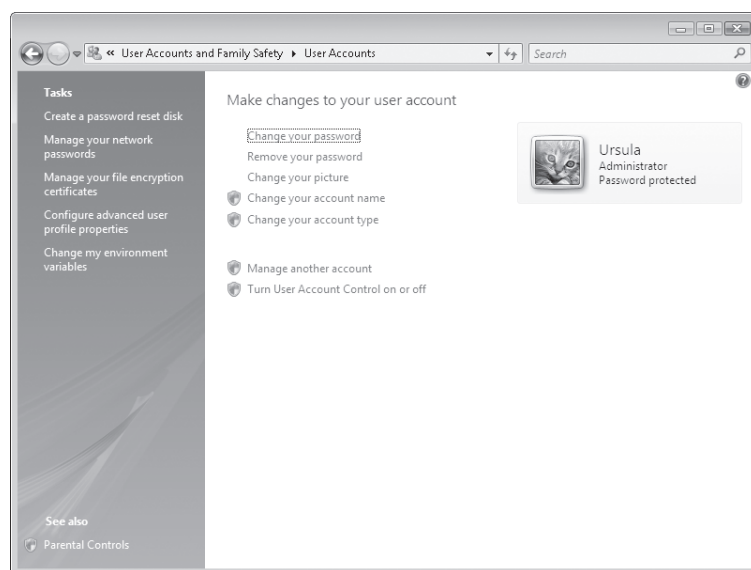 « User Accounts and Family Safety ▸ User Accounts
Search
Tasks
Create a password reset disk
Manage your network
passwords
Manage your file encryption
certificates
Configure advanced user
profile properties
Change my environment
variables
See also
Parental Controls
Make changes to your user account
Change your password
Remove your password
Change your picture
Change your account name
Change your account type
Manage another account
Turn User Account Control on or off
Ursula
Administrator
Password protected